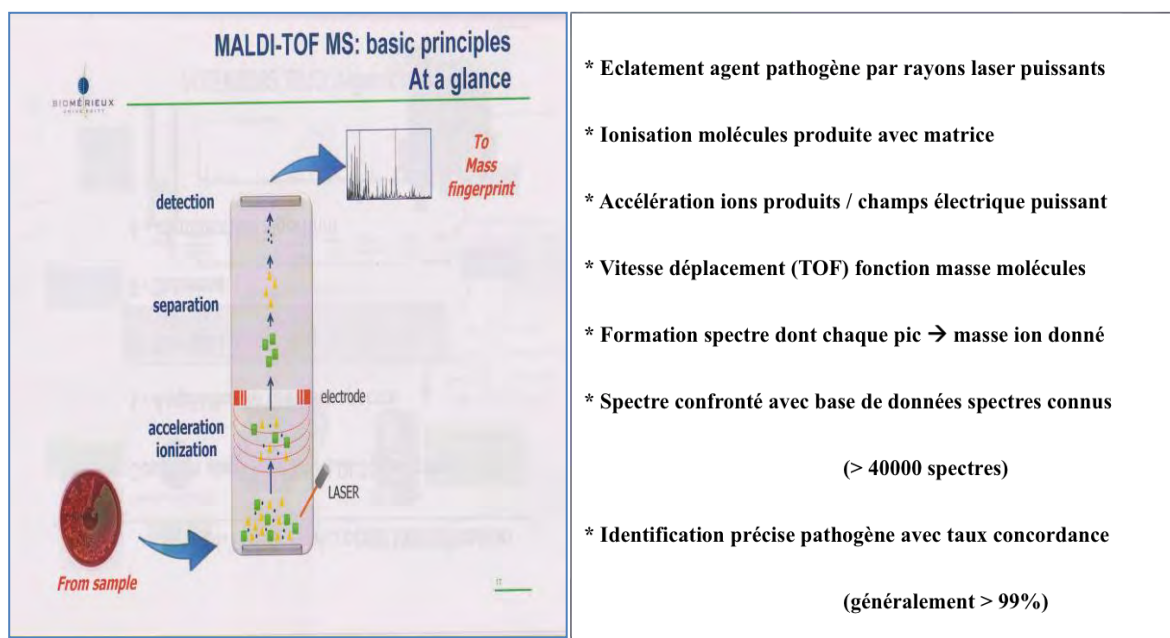 MALDI-TOF MS: basic principles
At a glance
BIOMÉRIEUX
UNIVERSITY
To
Mass
fingerprint
detection
separation
electrode
acceleration
ionization
LASER
From sample
* Eclatement agent pathogène par rayons laser puissants
* Ionisation molécules produite avec matrice
* Accélération ions produits / champs électrique puissant
* Vitesse déplacement (TOF) fonction masse molécules
* Formation spectre dont chaque pic → masse ion donné
* Spectre confronté avec base de données spectres connus
(> 40000 spectres)
* Identification précise pathogène avec taux concordance
(généralement > 99%)